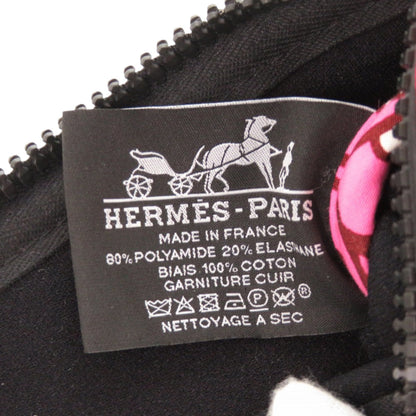 HERMÈS-PARIS
MADE IN FRANCE
80% POLYAMIDE 20% ELASTHANE
BIAIS 100% COTON
GARNITURE CUIR
P ®
NETTOYAGE A SEC